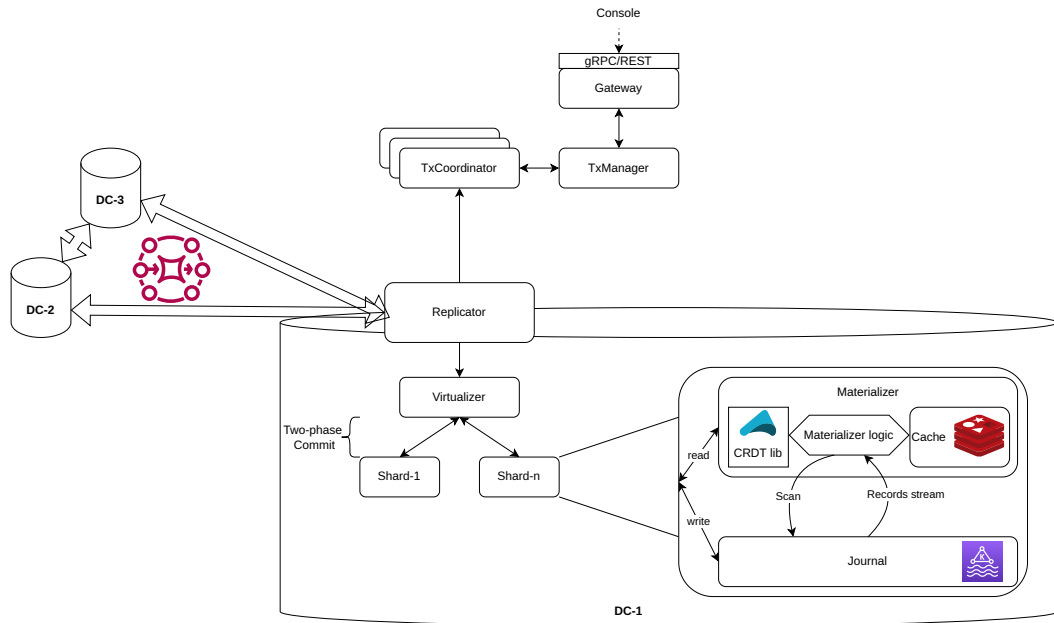 Console
gRPC/REST
Gateway
TxCoordinator
TxManager
DC-3
DC-2
Replicator
Virtualizer
Two-phase
Commit
Shard-1
Shard-n
Materializer
CRDT lib
Materializer logic
Cache
read
Scan
Records stream
write
Journal
K
DC-1